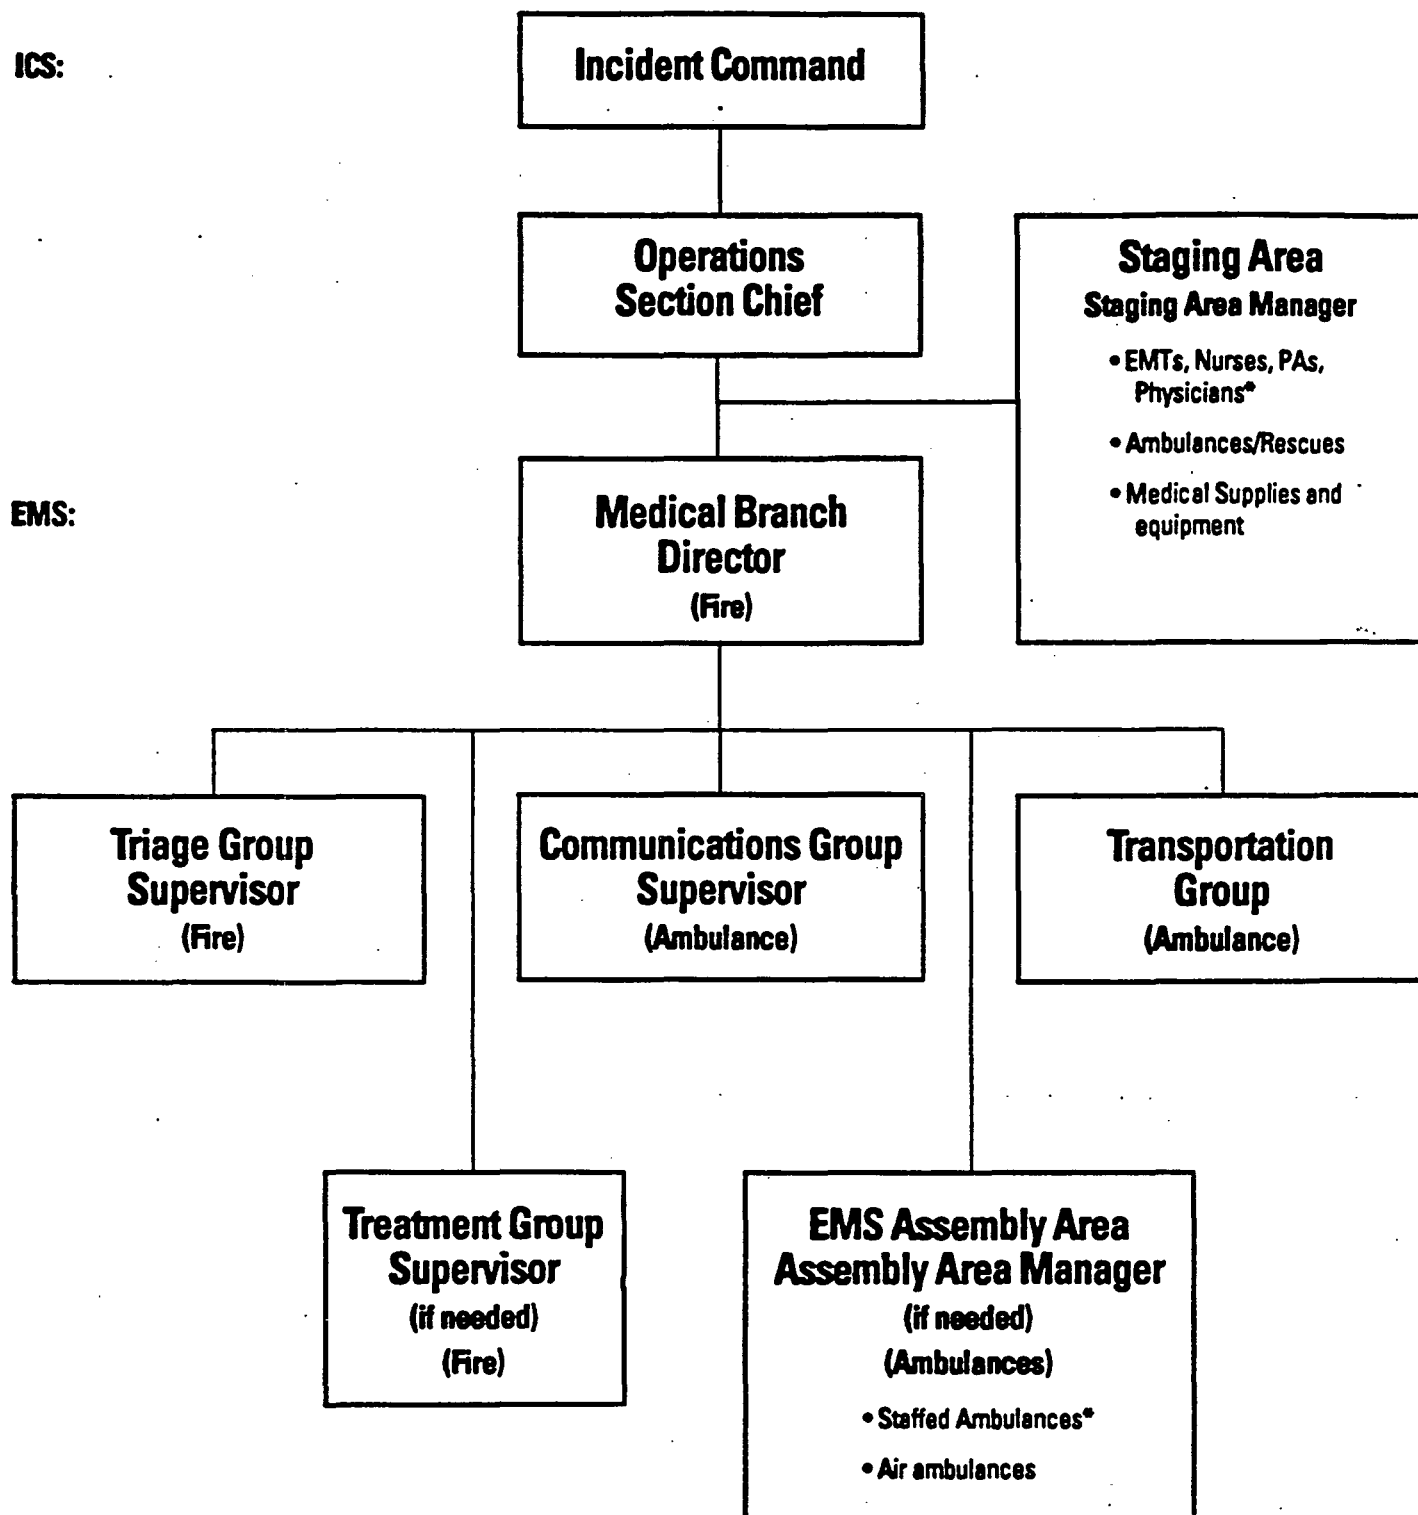 ICS:
Incident Command
Operations
Section Chief
Staging Area
Staging Area Manager
• EMTs, Nurses, PAs,
Physicians*
• Ambulances/Rescues
• Medical Supplies and
equipment
EMS:
Medical Branch
Director
(Fire)
Triage Group
Supervisor
(Fire)
Communications Group
Supervisor
(Ambulance)
Transportation
Group
(Ambulance)
Treatment Group
Supervisor
(if needed)
(Fire)
EMS Assembly Area
Assembly Area Manager
(if needed)
(Ambulances)
• Staffed Ambulances*
• Air ambulances